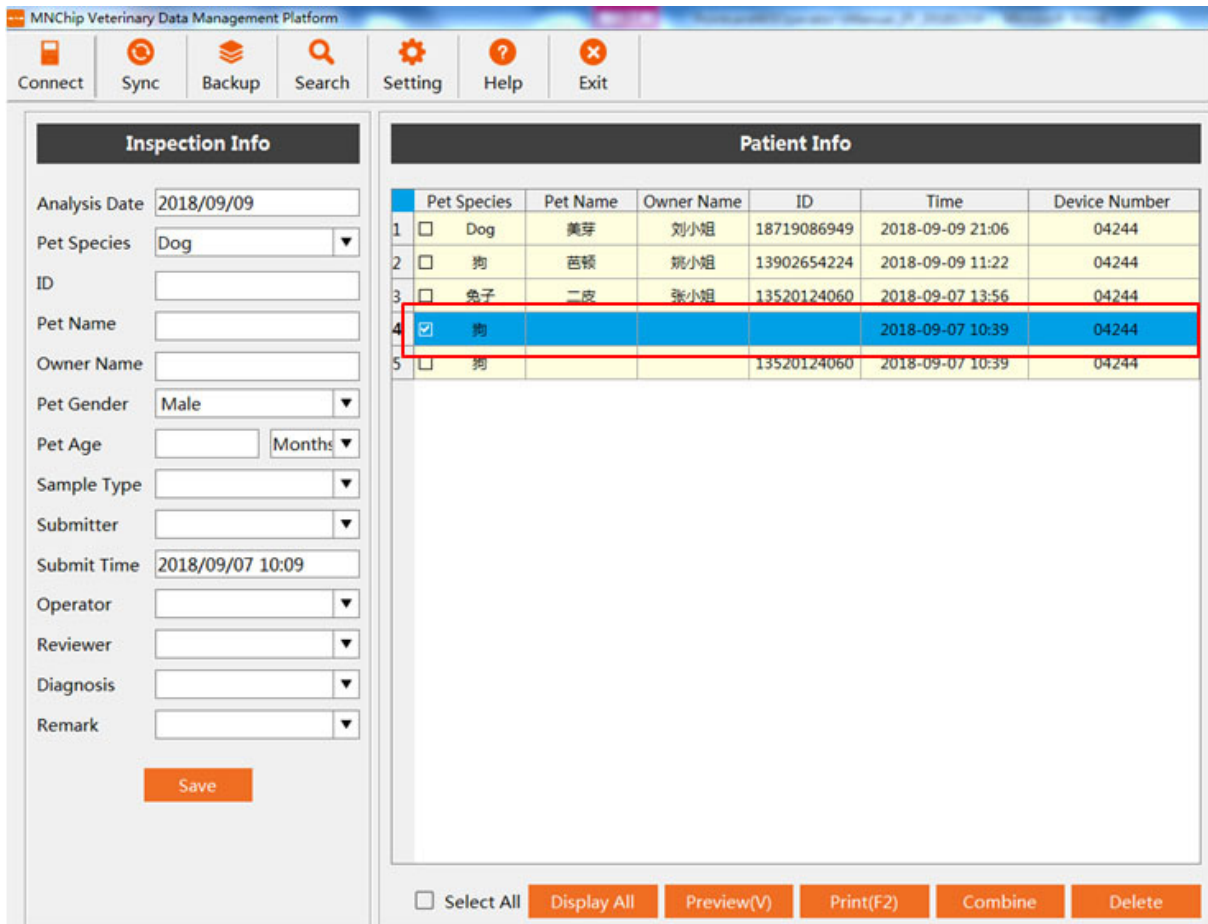 MNChip Veterinary Data Management Platform
Connect Sync Backup Search Setting Help Exit
Inspection Info
Analysis Date 2018/09/09
Pet Species Dog
ID
Pet Name
Owner Name
Pet Gender Male
Pet Age Months
Sample Type
Submitter
Submit Time 2018/09/07 10:09
Operator
Reviewer
Diagnosis
Remark
Save
Patient Info
Pet Species Pet Name Owner Name ID Time Device Number
1 Dog 美芽 刘小姐 18719086949 2018-09-09 21:06 04244
2 狗 芭顿 姚小姐 13902654224 2018-09-09 11:22 04244
3 兔子 二皮 张小姐 13520124060 2018-09-07 13:56 04244
4 狗 2018-09-07 10:39 04244
5 狗 13520124060 2018-09-07 10:39 04244
Select All Display All Preview(V) Print(F2) Combine Delete